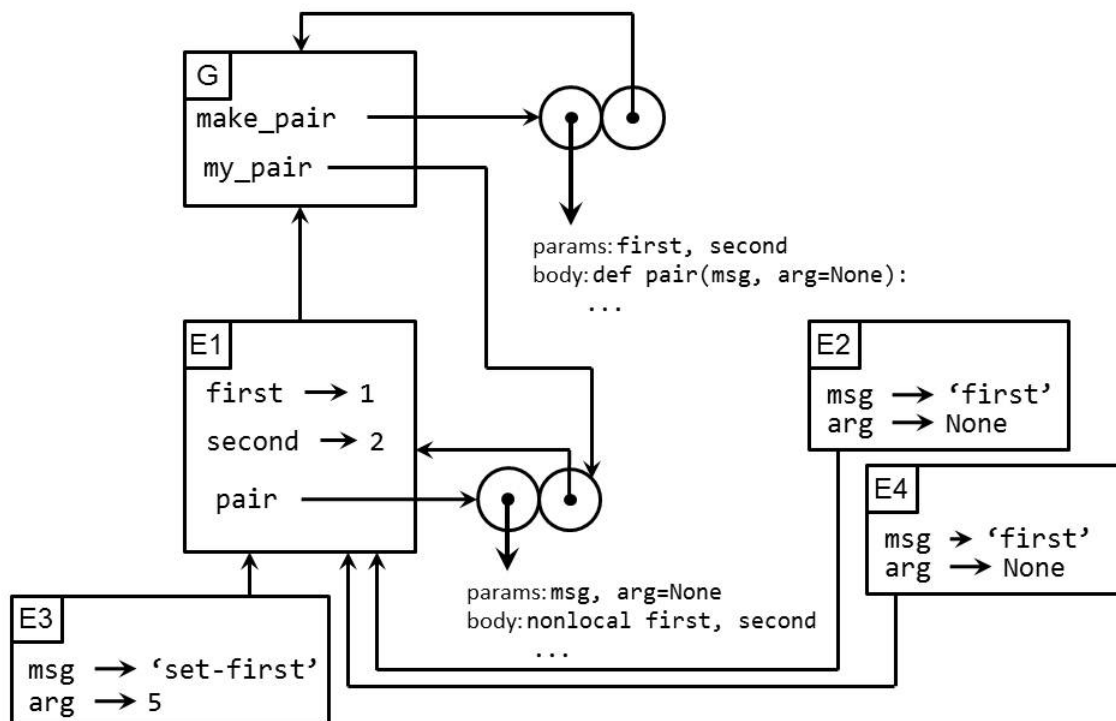 G
make_pair
my_pair
params: first, second
body: def pair(msg, arg=None):
...
E1
first 1
second 2
pair
E2
msg ‘first’
arg None
E4
msg ‘first’
arg None
params: msg, arg=None
body: nonlocal first, second
...
E3
msg ‘set-first’
arg 5